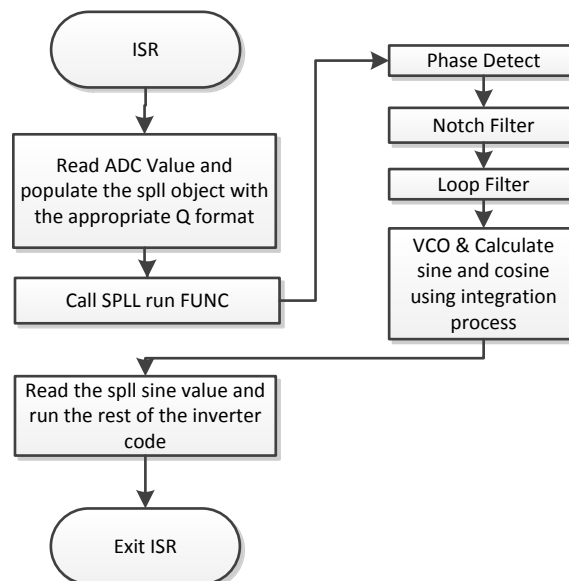 ISR
Read ADC Value and
populate the spll object with
the appropriate Q format
Call SPLL run FUNC
Phase Detect
Notch Filter
Loop Filter
VCO & Calculate
sine and cosine
using integration
process
Read the spll sine value and
run the rest of the inverter
code
Exit ISR